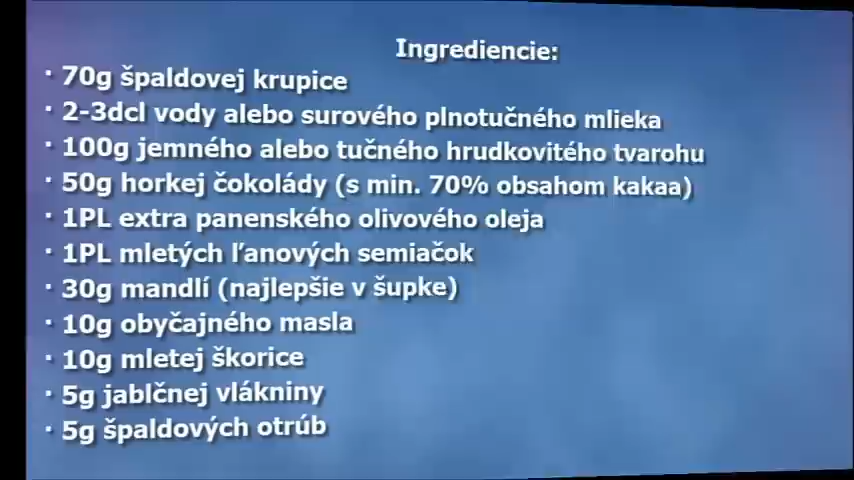 Ingrediencie:
· 70g špaldovej krupice
· 2-3dcl vody alebo surového plnotučného mlieka
· 100g jemného alebo tučného hrudkovitého tvarohu
· 50g horkej čokolády (s min. 70% obsahom kakaa)
· 1PL extra panenského olivového oleja
· 1PL mletých ľanových semiačok
· 30g mandlí (najlepšie v šupke)
· 10g obyčajného masla
· 10g mletej škorice
· 5g jablčnej vlákniny
· 5g špaldových otrúb